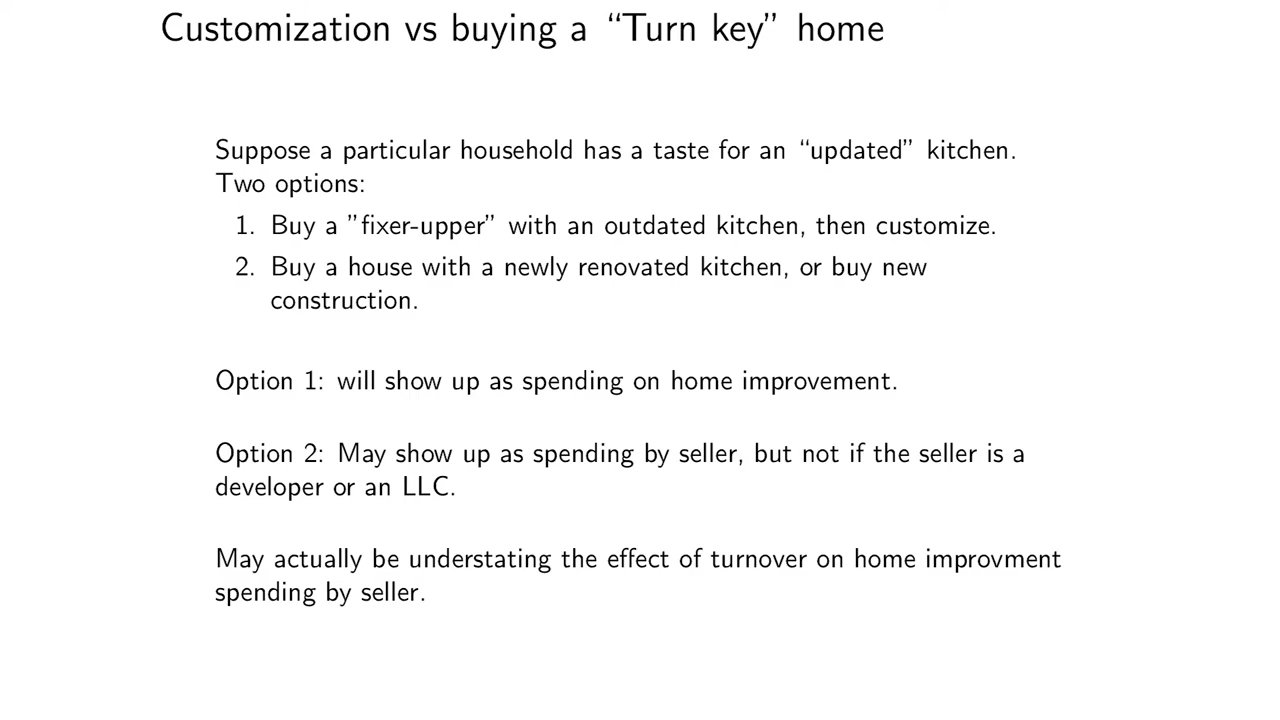 Customization vs buying a “Turn key” home
Suppose a particular household has a taste for an “updated” kitchen.
Two options:
1. Buy a ”fixer-upper” with an outdated kitchen, then customize.
2. Buy a house with a newly renovated kitchen, or buy new
construction.
Option 1: will show up as spending on home improvement.
Option 2: May show up as spending by seller, but not if the seller is a
developer or an LLC.
May actually be understating the effect of turnover on home improvment
spending by seller.